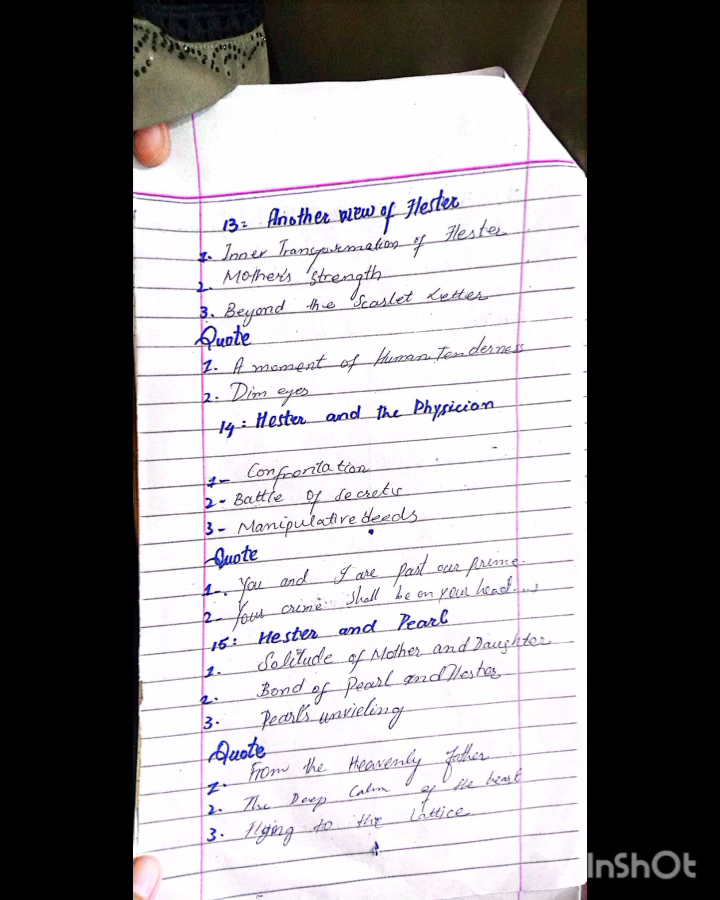 13: Another view of Hester
1. Inner Transformation of Hester
2. Mother's Strength
3. Beyond the Scarlet Letter
Quote
1. A moment of Human Tenderness
2. Dim eyes
14: Hester and the Physician
1- Confrontation
2- Battle of secrets
3- Manipulative Deeds
Quote
1-. You and I are past our prime.
2- Your crime shall be on your head....
15: Hester and Pearl
1. Solitude of Mother and Daughter
2. Bond of Pearl and Hester
3. Pearl's unvieling
Quote
1. From the Heavenly father
2. The Deep Calm of the heart
3. Flying to the Lattice
InShOt